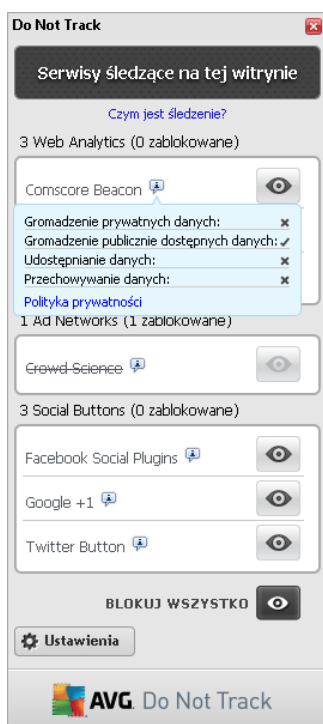 Do Not Track
Serwisy śledzące na tej witrynie
Czym jest śledzenie?
3 Web Analytics (0 zablokowane)
Comscore Beacon
Gromadzenie prywatnych danych:
Gromadzenie publicznie dostępnych danych:
Udostępnianie danych:
Przechowywanie danych:
Polityka prywatności
1 Ad Networks (1 zablokowane)
Crowd Science
3 Social Buttons (0 zablokowane)
Facebook Social Plugins
Google +1
Twitter Button
BLOKUJ WSZYSTKO
Ustawienia
AVG. Do Not Track